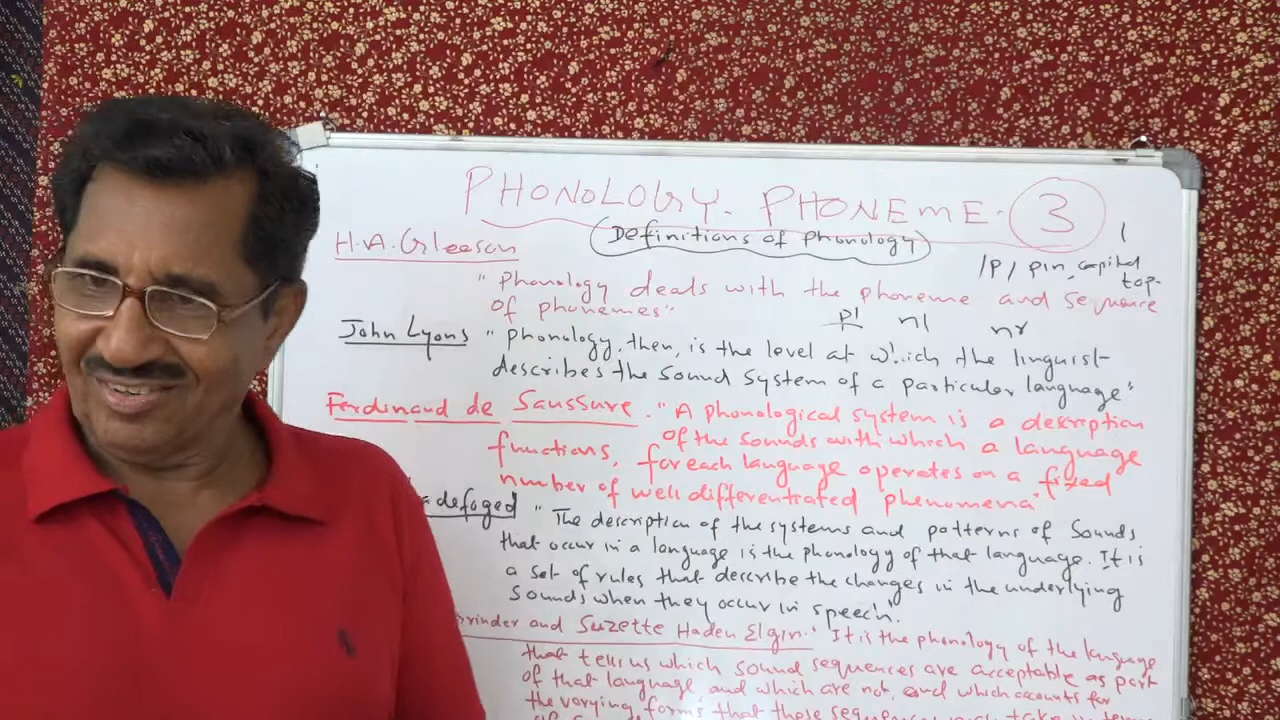 PHONOLOGY. PHONEME. 3
Definitions of Phonology
H.A. Gleeson
/p/ pin, capital
top.
"Phonology deals with the phoneme and sequence
of phonemes"
pl nl nr
John Lyons "phonology, then, is the level at which the linguist
describes the sound system of a particular language"
Ferdinand de Saussure. "A phonological system is a description
of the sounds with which a language
functions, for each language operates on a fixed
number of well differentrated 'phenomena'
adefoged "The description of the systems and patterns of Sounds
that occur in a language is the phonology of that language. It is
a set of rules that describe the changes in the underlying
Sounds when they occur in speech".
rinder and Suzette Haden Elgin. "It is the phonology of the language
that tells us which sound sequences are acceptable as part
of that language, and which are not, and which accounts for
the varying forms that these